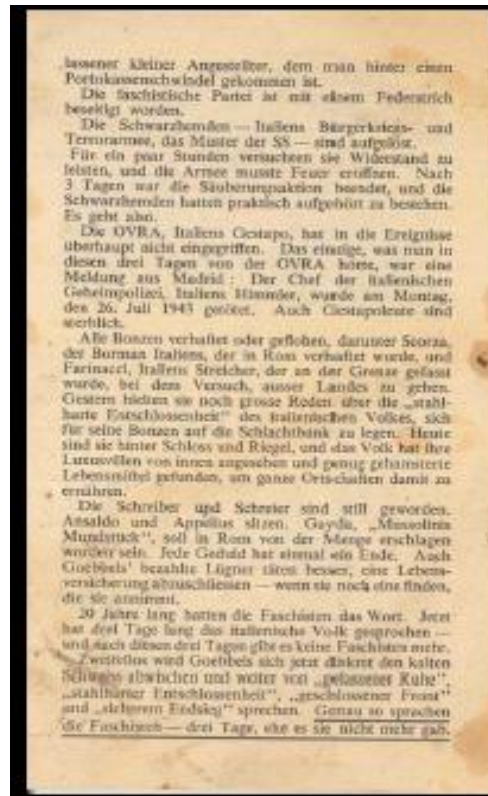 lassener kleiner Angestellter, dem man hinter einen
Portokassenschwindel gekommen ist.
Die faschistische Partei ist mit einem Federstrich
beseitigt worden.
Die Schwarzhemden — Italiens Bürgerkriegs- und
Terrorarmee, das Muster der SS — sind aufgelöst.
Für ein paar Stunden versuchten sie Widerstand zu
leisten, und die Armee musste Feuer eröffnen. Nach
3 Tagen war die Säuberungsaktion beendet, und die
Schwarzhemden hatten praktisch aufgehört zu bestehen.
Es geht also.
Die OVRA, Italiens Gestapo, hat in die Ereignisse
überhaupt nicht eingegriffen. Das einzige, was man in
diesen drei Tagen von der OVRA hörte, war eine
Meldung aus Madrid : Der Chef der italienischen
Geheimpolizei, Italiens Himmler, wurde am Montag,
den 26. Juli 1943 getötet. Auch Gestapoleute sind
sterblich.
Alle Bonzen verhaftet oder geflohen, darunter Scorza,
der Borman Italiens, der in Rom verhaftet wurde, und
Farinacci, Italiens Streicher, der an der Grenze gefasst
wurde, bei dem Versuch, ausser Landes zu gehen.
Gestern hielten sie noch grosse Reden über die „stahl-
harte Entschlossenheit" des italienischen Volkes, sich
für seine Bonzen auf die Schlachtbank zu legen. Heute
sind sie hinter Schloss und Riegel, und das Volk hat ihre
Luxusvillen von innen angesehen und genug gehamsterte
Lebensmittel gefunden, um ganze Ortschaften damit zu
ernähren.
Die Schreiber und Schreier sind still geworden.
Ansaldo und Appelius sitzen. Gayda, „Mussolinis
Mundstück", soll in Rom von der Menge erschlagen
worden sein. Jede Geduld hat einmal ein Ende. Auch
Goebbels' bezahlte Lügner täten besser, eine Lebens-
versicherung abzuschliessen — wenn sie noch eine finden,
die sie annimmt.
20 Jahre lang hatten die Faschisten das Wort. Jetzt
hat drei Tage lang das italienische Volk gesprochen —
und nach diesen drei Tagen gibt es keine Faschisten mehr.
Zweifellos wird Goebbels sich jetzt diskret den kalten
Schweiss abwischen und weiter von „gelassener Ruhe",
„stahlharter Entschlossenheit", „geschlossener Front"
und „sicherem Endsieg" sprechen. Genau so sprachen
die Faschisten — drei Tage, ehe es sie nicht mehr gab.